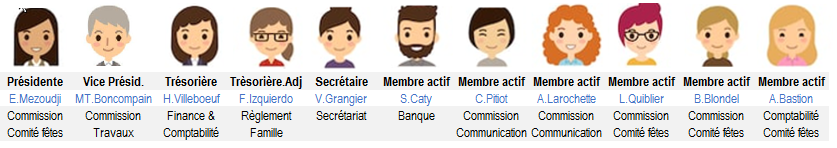 Présidente Vice Présid. Trésorière Trèsorière.Adj Secrétaire Membre actif Membre actif Membre actif Membre actif Membre actif Membre actif
E.Mezoudji MT.Boncompain H.Villeboeuf F.Izquierdo V.Grangier S.Caty C.Pitiot A.Larochette L.Quiblier B.Blondel A.Bastion
Commission Commission Finance & Règlement Secrétariat Banque Commission Commission Commission Commission Comptabilité
Comité fêtes Travaux Comptabilité Famille Communication Communication Comité fêtes Comité fêtes Comité fêtes